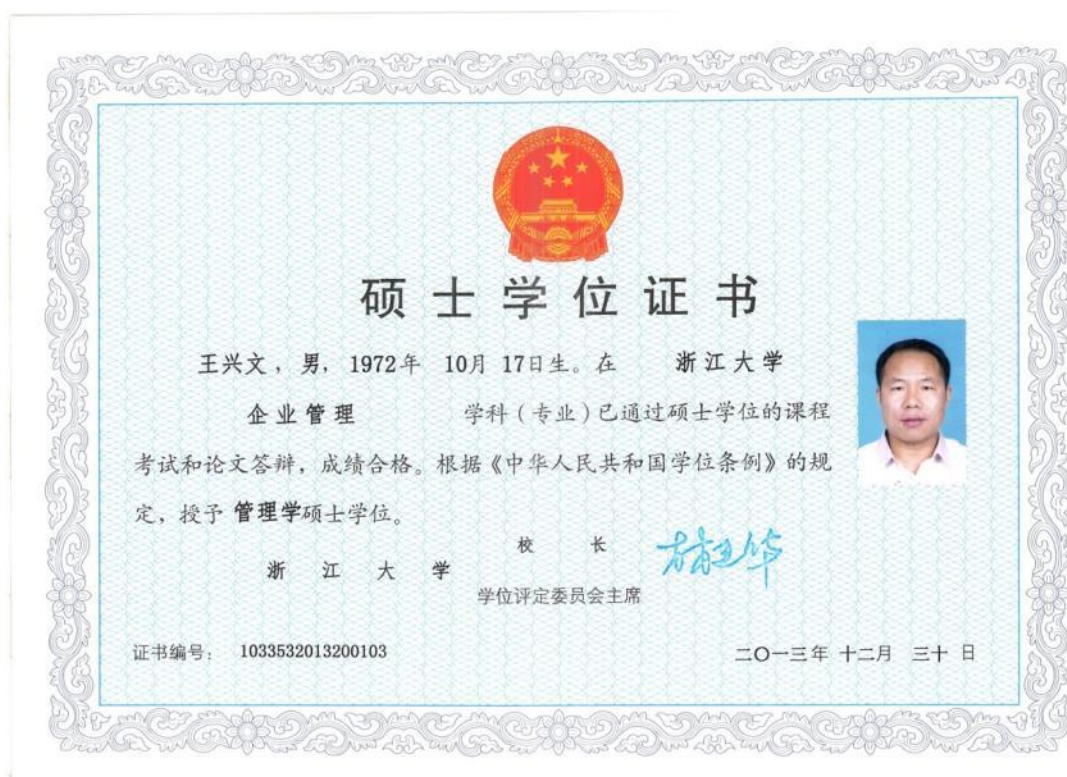 硕士学位证书
王兴文，男，1972年 10月 17日生。在 浙江大学
企业管理 学科（专业）已通过硕士学位的课程
考试和论文答辩，成绩合格。根据《中华人民共和国学位条例》的规
定，授予 管理学硕士学位。
校 长
浙 江 大 学
学位评定委员会主席
证书编号： 1033532013200103
二〇一三年 十二月 三十 日